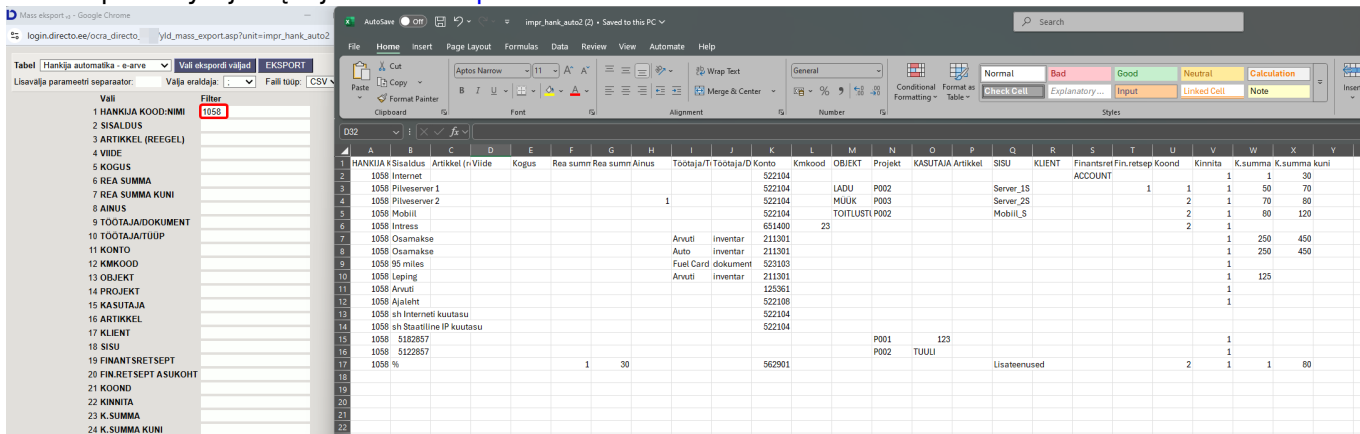 Mass eksport v3 - Google Chrome
login.directo.ee/ocra_directo_ yld_mass_export.asp?unit=impr_hank_auto2
Tabel Hankija automatika - e-arve Vali ekspordi väljad EKSPORT
Lisavälja parameetri separaator: Välja eraldaja: ; Faili tüüp: CSV
Väli Filter
1 HANKIJA KOOD:NIMI 1058
2 SISALDUS
3 ARTIKKEL (REEGEL)
4 VIIDE
5 KOGUS
6 REA SUMMA
7 REA SUMMA KUNI
8 AINUS
9 TÖÖTAJA/DOKUMENT
10 TÖÖTAJA/TÜÜP
11 KONTO
12 KMKOOD
13 OBJEKT
14 PROJEKT
15 KASUTAJA
16 ARTIKKEL
17 KLIENT
18 SISU
19 FINANTSRETSEPT
20 FIN.RETSEPT ASUKOHT
21 KOOND
22 KINNITA
23 K.SUMMA
24 K.SUMMA KUNI
AutoSave Off impr_hank_auto2 (2) • Saved to this PC Search
File Home Insert Page Layout Formulas Data Review View Automate Help
Paste Cut Copy Format Painter Clipboard
Aptos Narrow 11 A A B I U A Font
Wrap Text Merge & Center Alignment
General % 9 Number
Conditional Formatting Format as Table
Normal Bad Good Neutral Calculation
Check Cell Explanatory ... Input Linked Cell Note
Styles
Insert
D32 fx
A B C D E F G H I J K L M N O P Q R S T U V W X Y
1 HANKIJA K Sisaldus Artikkel (re Viide Kogus Rea summ Rea summ Ainus Töötaja/T Töötaja/D Konto Kmkood OBJEKT Projekt KASUTAJA Artikkel SISU KLIENT Finantsret Fin.retsep Koond Kinnita K.summa K.summa kuni
2 1058 Internet 522104 ACCOUNT 1 1 30
3 1058 Pilveserver 1 522104 LADU P002 Server_1S 1 1 1 50 70
4 1058 Pilveserver 2 1 522104 MÜÜK P003 Server_2S 2 1 70 80
5 1058 Mobiil 522104 TOITLUSTU P002 Mobiil_S 2 1 80 120
6 1058 Intress 651400 23 2 1
7 1058 Osamakse Arvuti inventar 211301 1 250 450
8 1058 Osamakse Auto inventar 211301 1 250 450
9 1058 95 miles Fuel Card dokument 523103 1
10 1058 Leping Arvuti inventar 211301 1 125
11 1058 Arvuti 125361 1
12 1058 Ajaleht 522108 1
13 1058 sh Interneti kuutasu 522104
14 1058 sh Staatiline IP kuutasu 522104
15 1058 5182857 P001 123 1
16 1058 5122857 P002 TUULI 1
17 1058 % 1 30 562901 Lisateenused 2 1 1 80
18
19
20
21
22